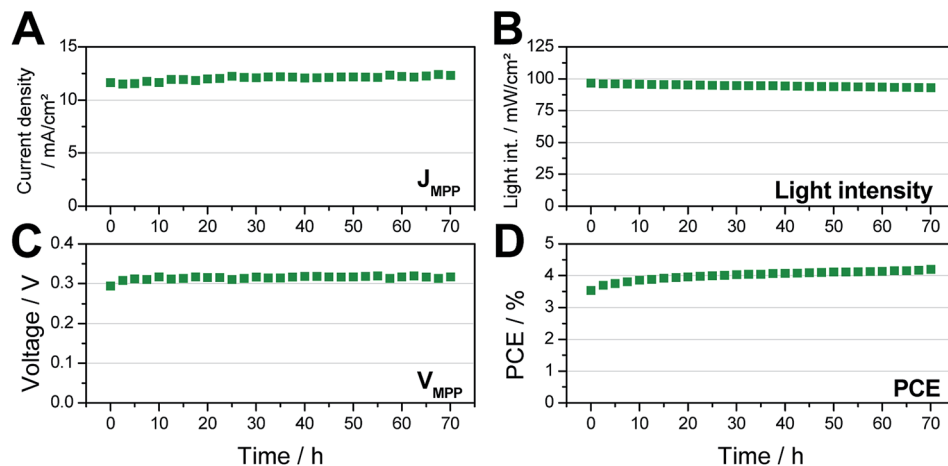 A
Current density
/ mA/cm²
15
10
5
0
0 10 20 30 40 50 60 70
J_MPP
B
Light int. / mW/cm²
125
100
75
50
25
0
0 10 20 30 40 50 60 70
Light intensity
C
Voltage / V
0.4
0.3
0.2
0.1
0.0
0 10 20 30 40 50 60 70
V_MPP
Time / h
D
PCE / %
5
4
3
2
1
0
0 10 20 30 40 50 60 70
PCE
Time / h